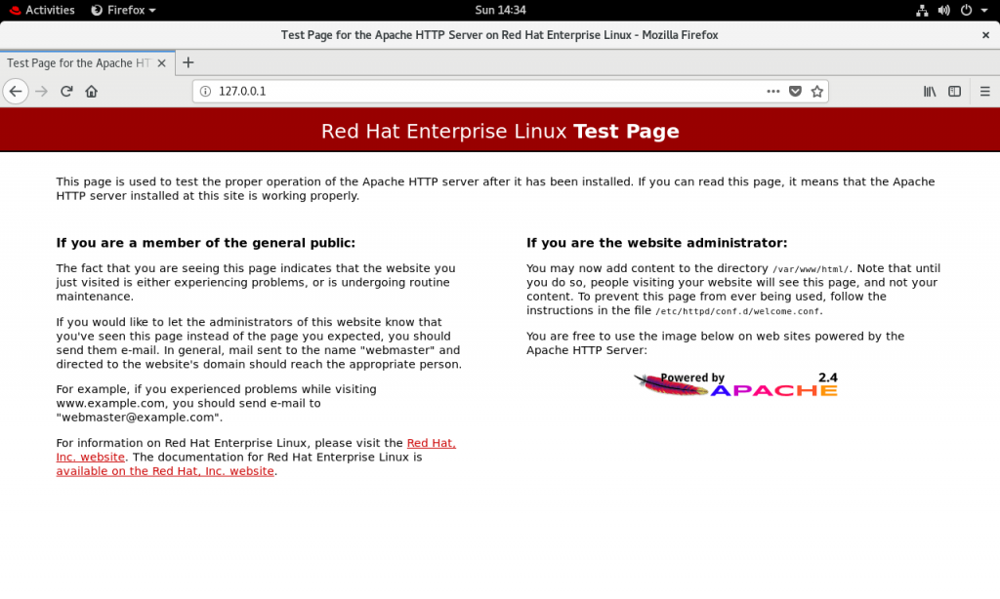 Activities Firefox Sun 14:34
Test Page for the Apache HTTP Server on Red Hat Enterprise Linux - Mozilla Firefox
Test Page for the Apache HT
127.0.0.1
Red Hat Enterprise Linux Test Page
This page is used to test the proper operation of the Apache HTTP server after it has been installed. If you can read this page, it means that the Apache
HTTP server installed at this site is working properly.
If you are a member of the general public:
The fact that you are seeing this page indicates that the website you
just visited is either experiencing problems, or is undergoing routine
maintenance.
If you would like to let the administrators of this website know that
you've seen this page instead of the page you expected, you should
send them e-mail. In general, mail sent to the name "webmaster" and
directed to the website's domain should reach the appropriate person.
For example, if you experienced problems while visiting
www.example.com, you should send e-mail to
"webmaster@example.com".
For information on Red Hat Enterprise Linux, please visit the Red Hat,
Inc. website. The documentation for Red Hat Enterprise Linux is
available on the Red Hat, Inc. website.
If you are the website administrator:
You may now add content to the directory /var/www/html/. Note that until
you do so, people visiting your website will see this page, and not your
content. To prevent this page from ever being used, follow the
instructions in the file /etc/httpd/conf.d/welcome.conf.
You are free to use the image below on web sites powered by the
Apache HTTP Server:
Powered by 2.4
APACHE